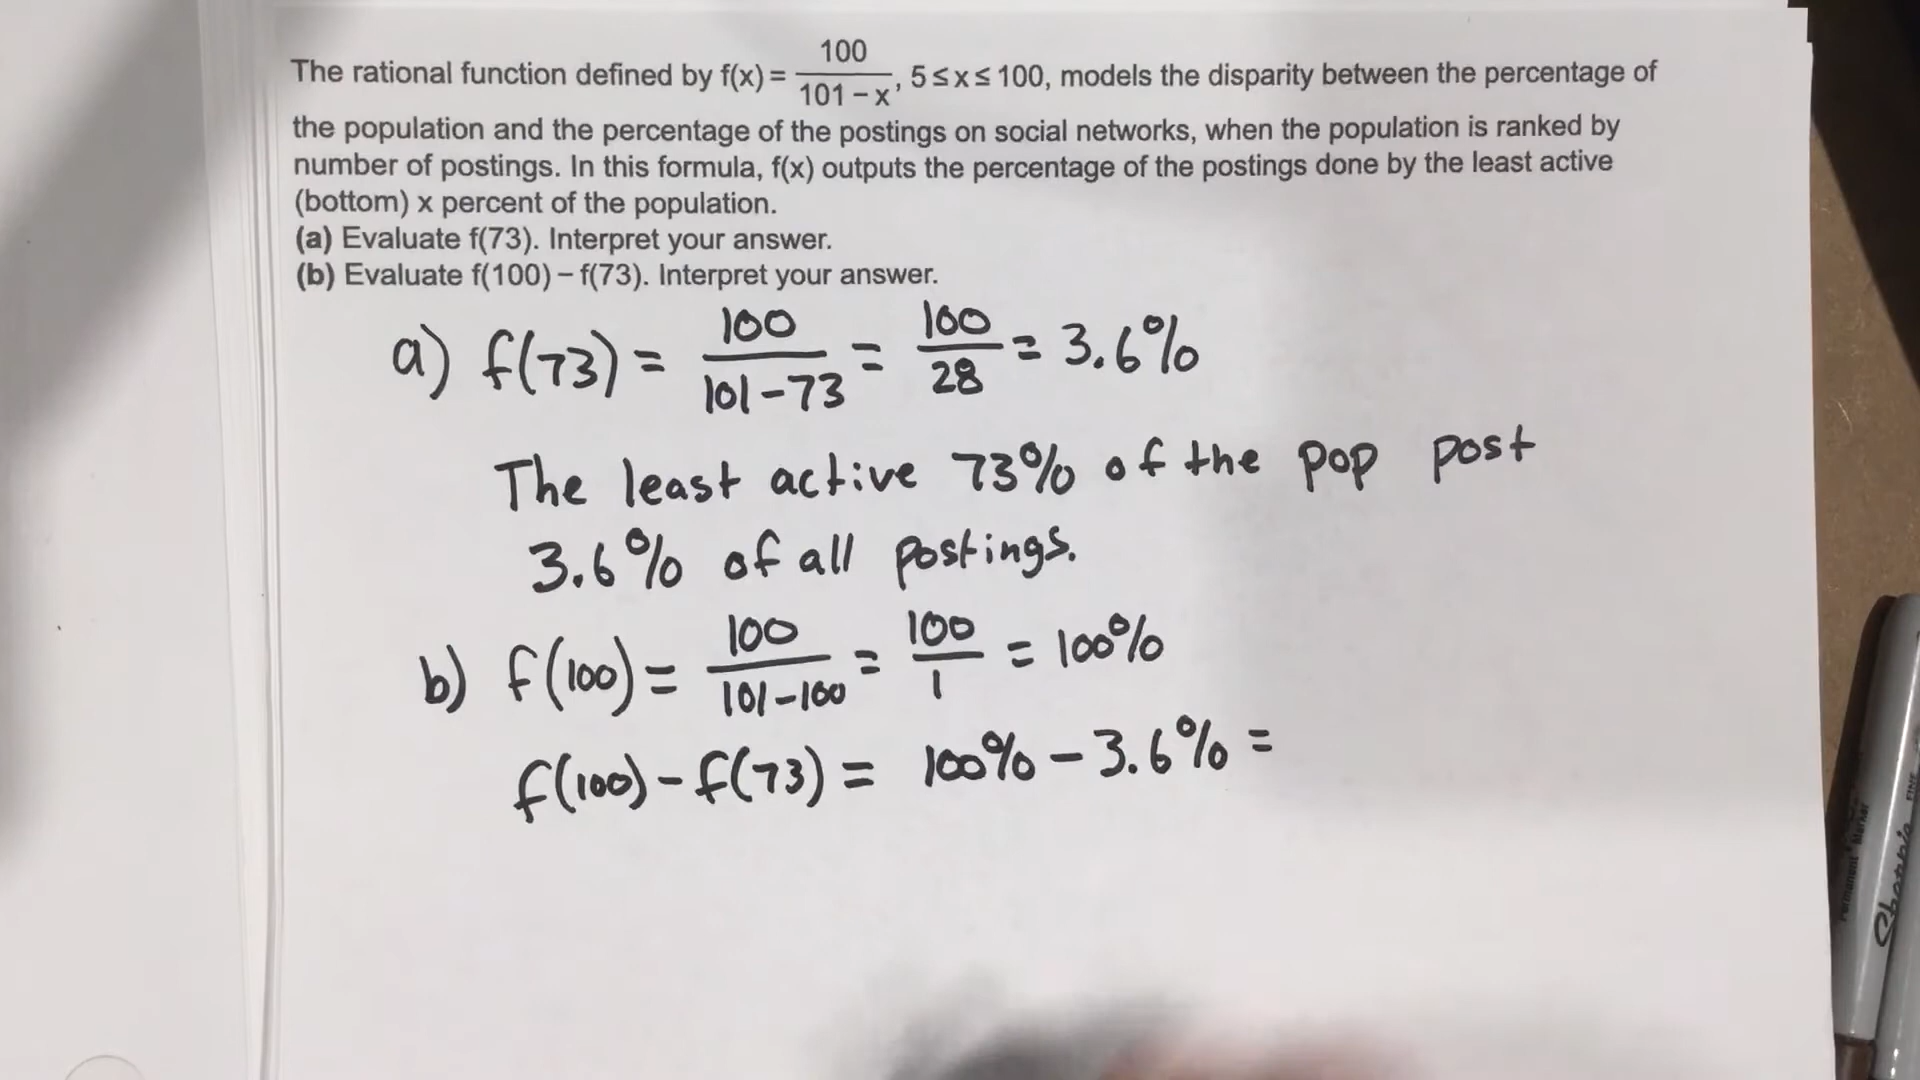 The rational function defined by f(x) = 100/(101 − x), 5 ≤ x ≤ 100, models the disparity between the percentage of
the population and the percentage of the postings on social networks, when the population is ranked by
number of postings. In this formula, f(x) outputs the percentage of the postings done by the least active
(bottom) x percent of the population.
(a) Evaluate f(73). Interpret your answer.
(b) Evaluate f(100) − f(73). Interpret your answer.
a) f(73) = 100/(101−73) = 100/28 = 3.6%
The least active 73% of the pop post
3.6% of all postings.
b) f(100) = 100/(101−100) = 100/1 = 100%
f(100) − f(73) = 100% − 3.6% =
Permanent Marker
Sharpie
FINE